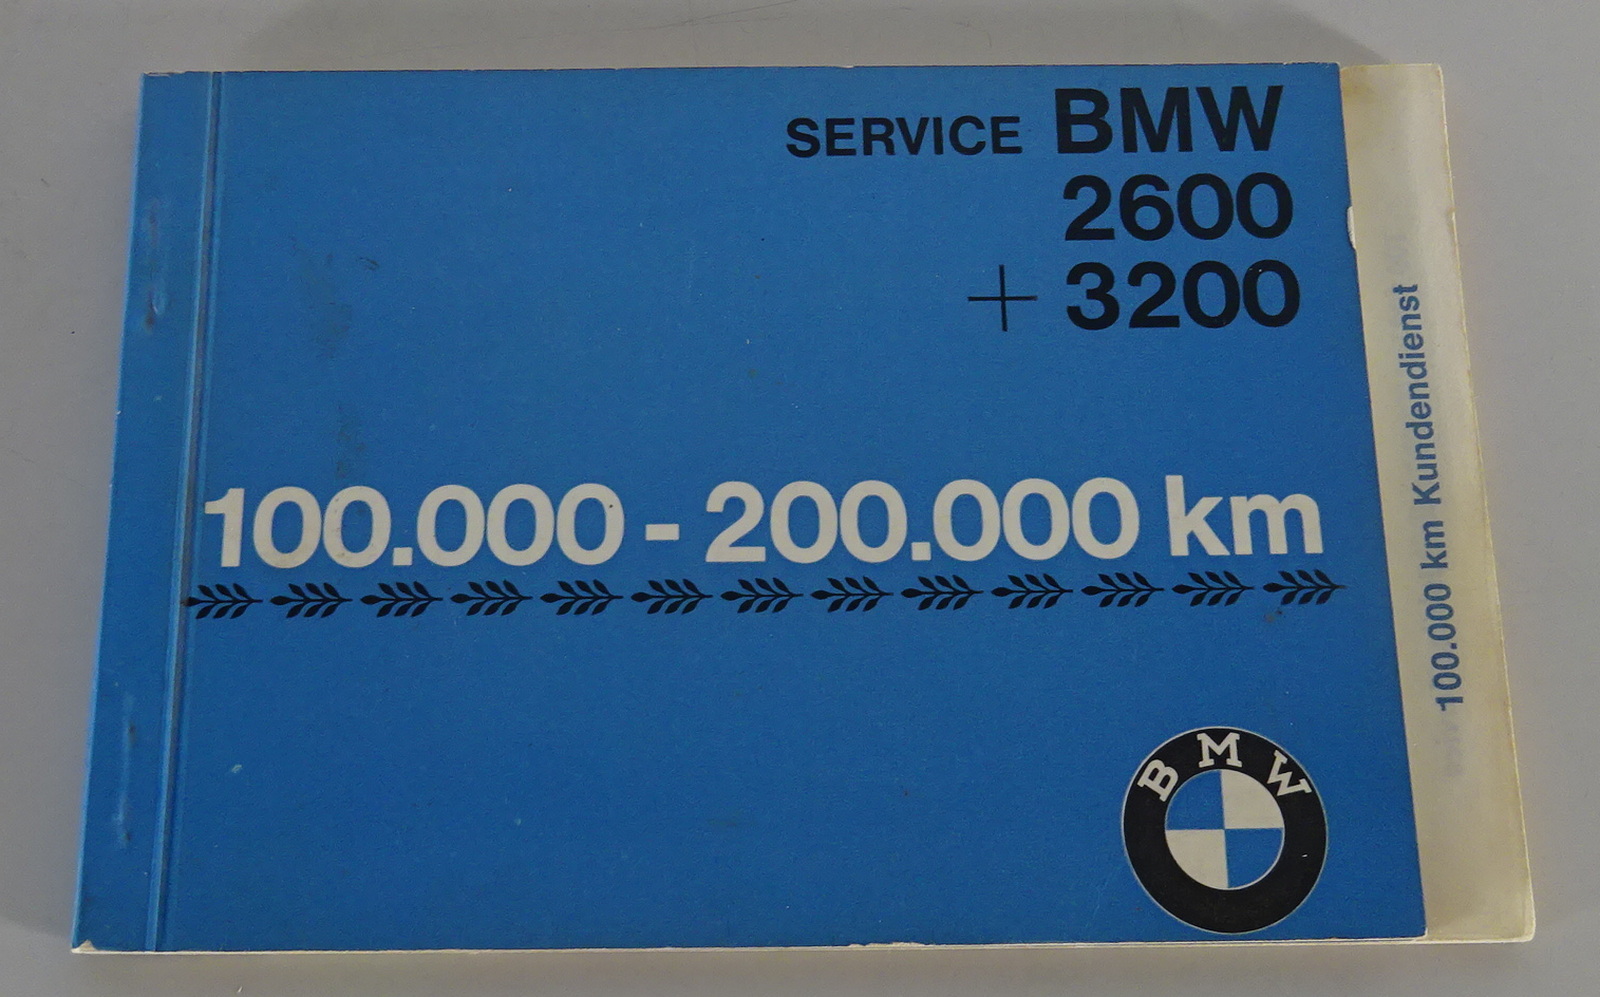 SERVICE BMW
2600
+ 3200
100.000 - 200.000 km
BMW
100.000 km Kundendienst